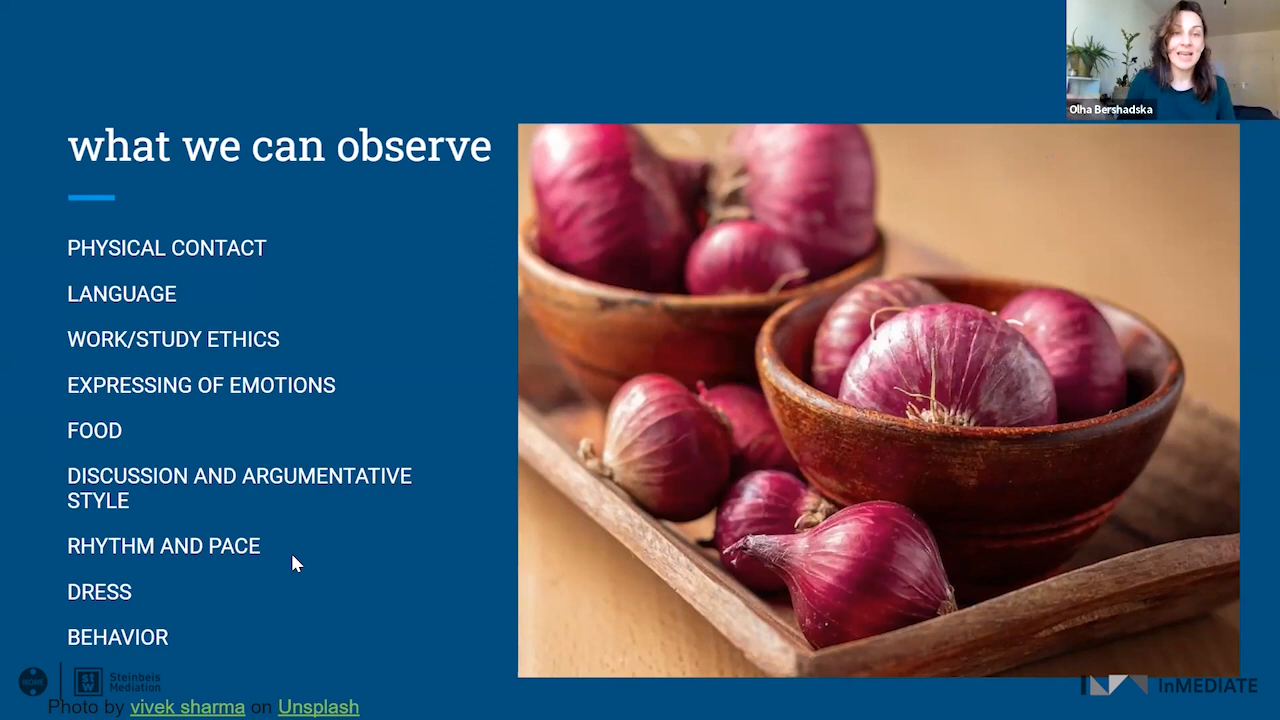 Olha Bershadska
what we can observe
PHYSICAL CONTACT
LANGUAGE
WORK/STUDY ETHICS
EXPRESSING OF EMOTIONS
FOOD
DISCUSSION AND ARGUMENTATIVE
STYLE
RHYTHM AND PACE
DRESS
BEHAVIOR
Steinbeis
Mediation
InMEDIATE
Photo by vivek sharma on Unsplash